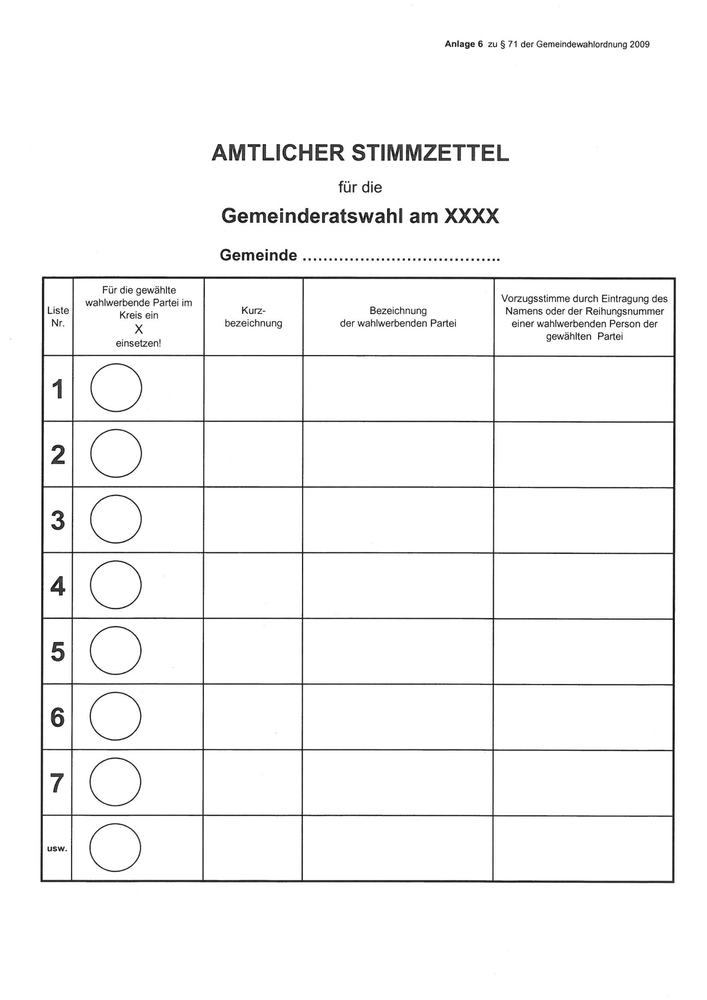 Anlage 6 zu § 71 der Gemeindewahlordnung 2009
AMTLICHER STIMMZETTEL
für die
Gemeinderatswahl am XXXX
Gemeinde ......................................
Liste
Nr.
Für die gewählte
wahlwerbende Partei im
Kreis ein
X
einsetzen!
Kurz-
bezeichnung
Bezeichnung
der wahlwerbenden Partei
Vorzugsstimme durch Eintragung des
Namens oder der Reihungsnummer
einer wahlwerbenden Person der
gewählten Partei
1
2
3
4
5
6
7
usw.